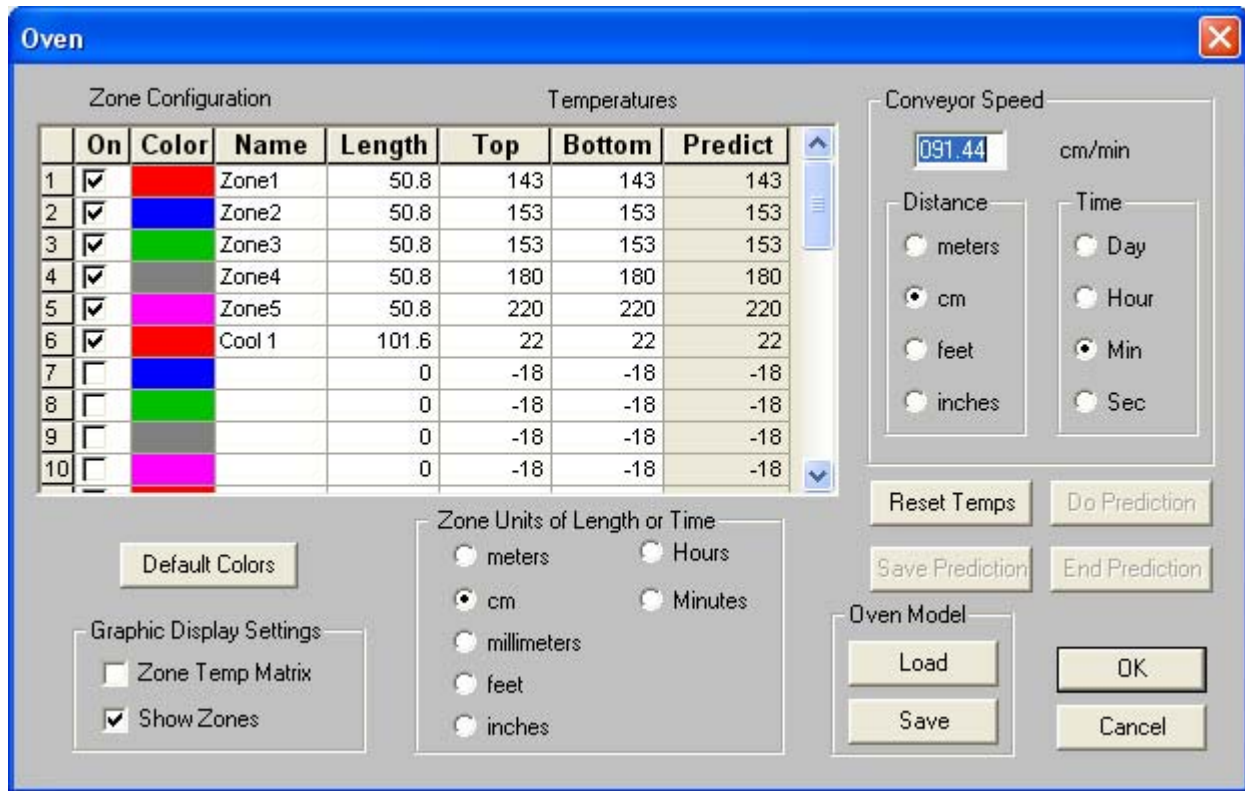 Oven
Zone Configuration Temperatures
On Color Name Length Top Bottom Predict
1 Zone1 50.8 143 143 143
2 Zone2 50.8 153 153 153
3 Zone3 50.8 153 153 153
4 Zone4 50.8 180 180 180
5 Zone5 50.8 220 220 220
6 Cool 1 101.6 22 22 22
7 0 -18 -18 -18
8 0 -18 -18 -18
9 0 -18 -18 -18
10 0 -18 -18 -18
Conveyor Speed
091.44 cm/min
Distance
meters
cm
feet
inches
Time
Day
Hour
Min
Sec
Reset Temps Do Prediction
Save Prediction End Prediction
Default Colors
Graphic Display Settings
Zone Temp Matrix
Show Zones
Zone Units of Length or Time
meters
cm
millimeters
feet
inches
Hours
Minutes
Oven Model
Load
Save
OK
Cancel